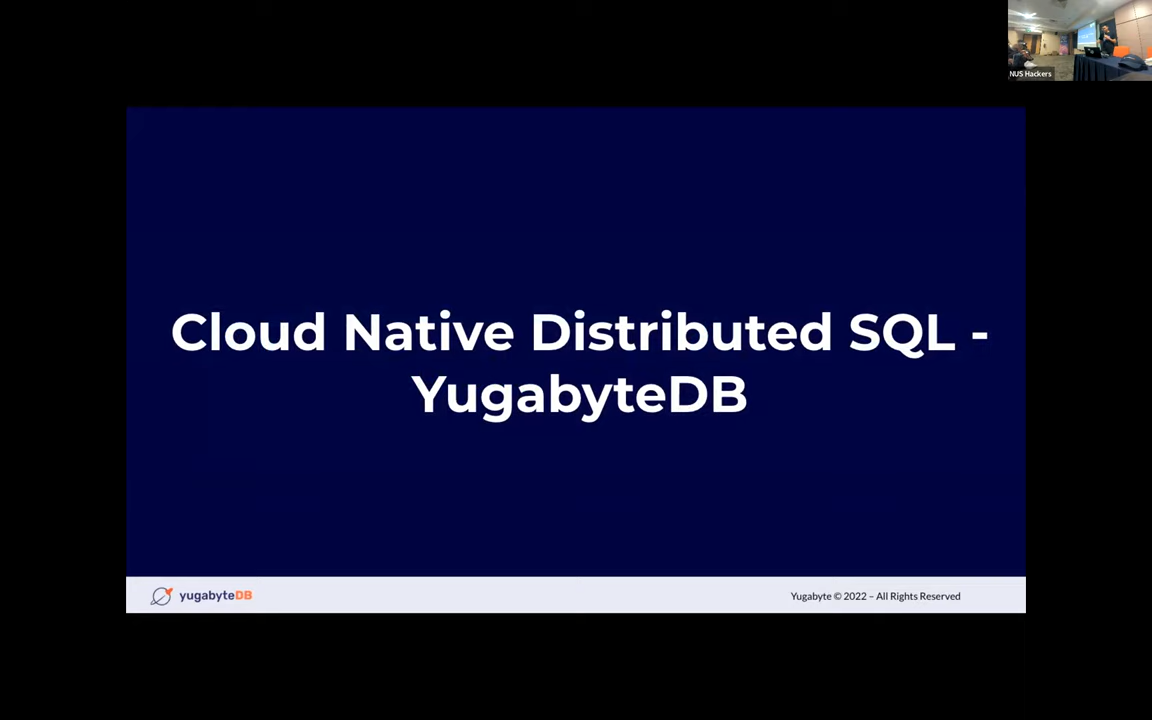 NUS Hackers
Cloud Native Distributed SQL -
YugabyteDB
yugabyteDB
Yugabyte © 2022 – All Rights Reserved